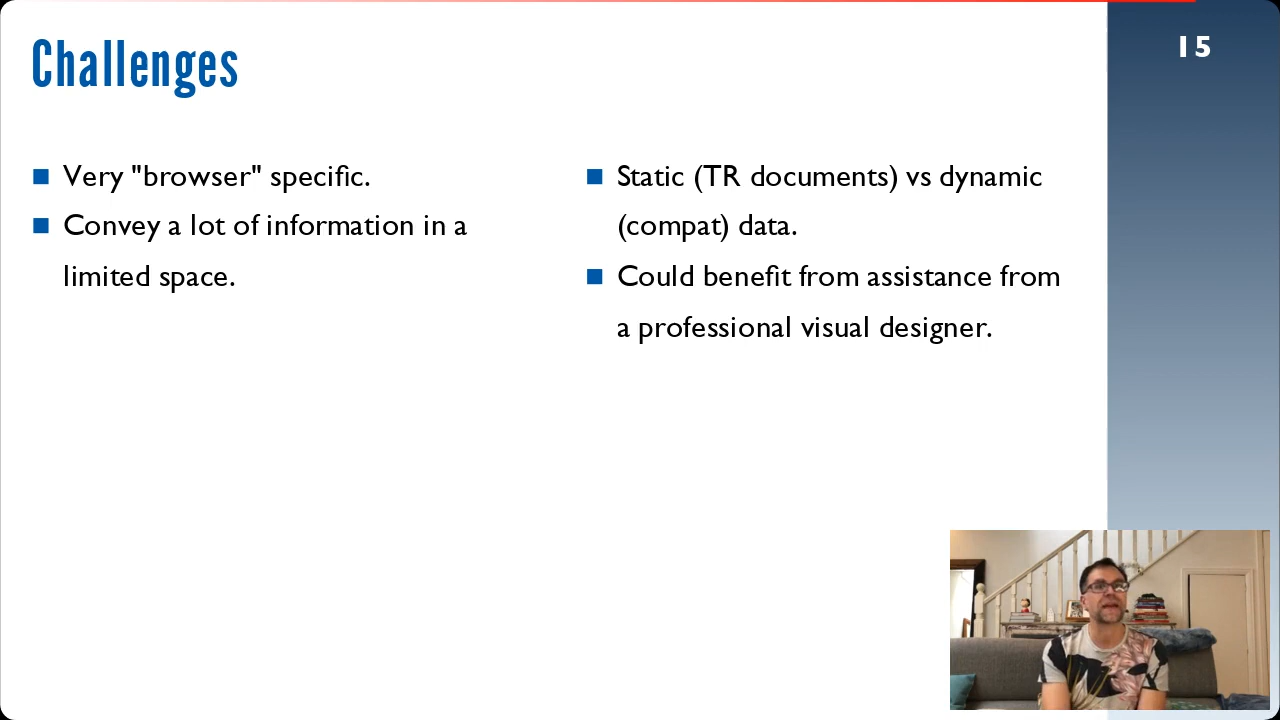 Challenges
15
Very "browser" specific.
Convey a lot of information in a
limited space.
Static (TR documents) vs dynamic
(compat) data.
Could benefit from assistance from
a professional visual designer.